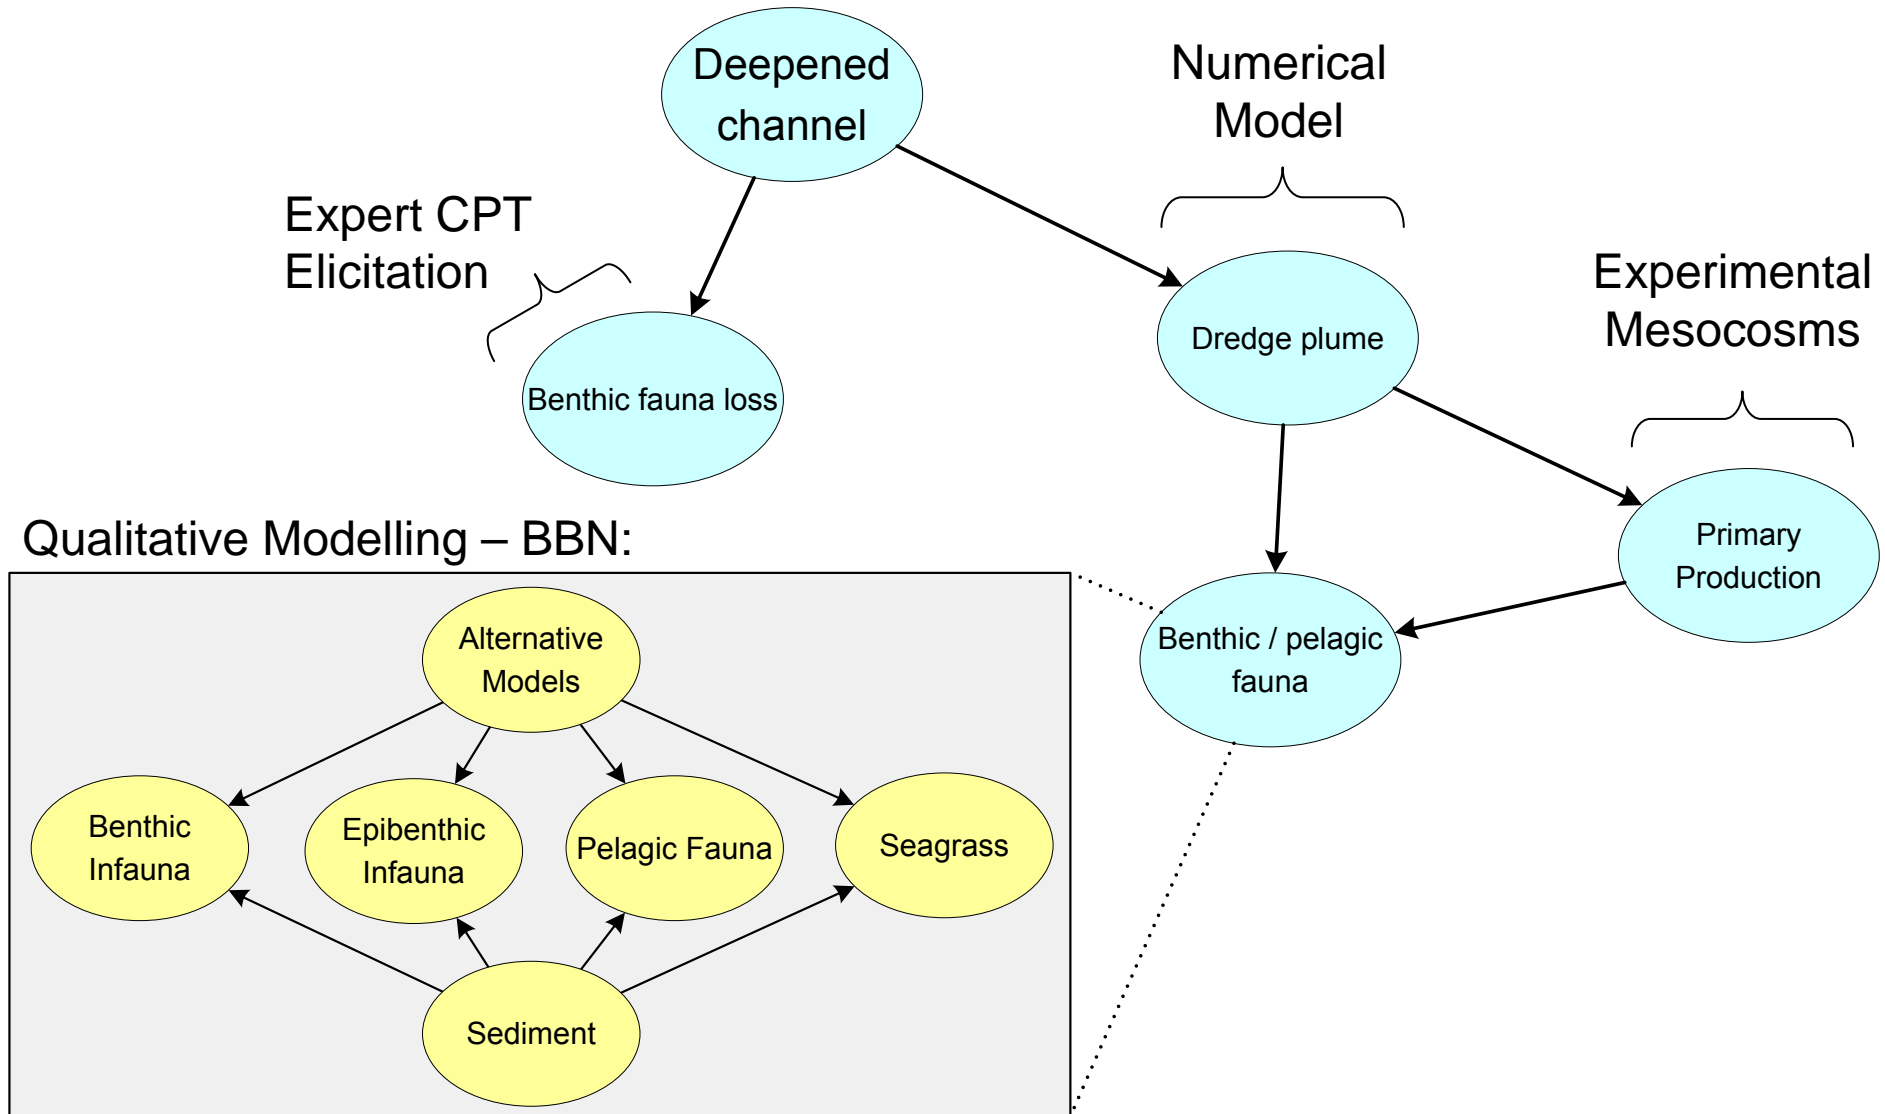 Deepened
channel
Numerical
Model
Expert CPT
Elicitation
Experimental
Mesocosms
Dredge plume
Benthic fauna loss
Primary
Production
Qualitative Modelling – BBN:
Benthic / pelagic
fauna
Alternative
Models
Benthic
Infauna
Epibenthic
Infauna
Pelagic Fauna
Seagrass
Sediment